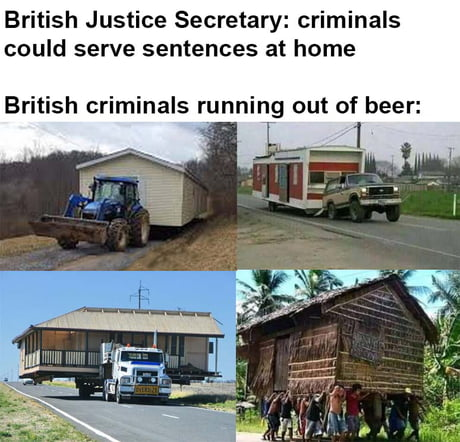 British Justice Secretary: criminals
could serve sentences at home
British criminals running out of beer: